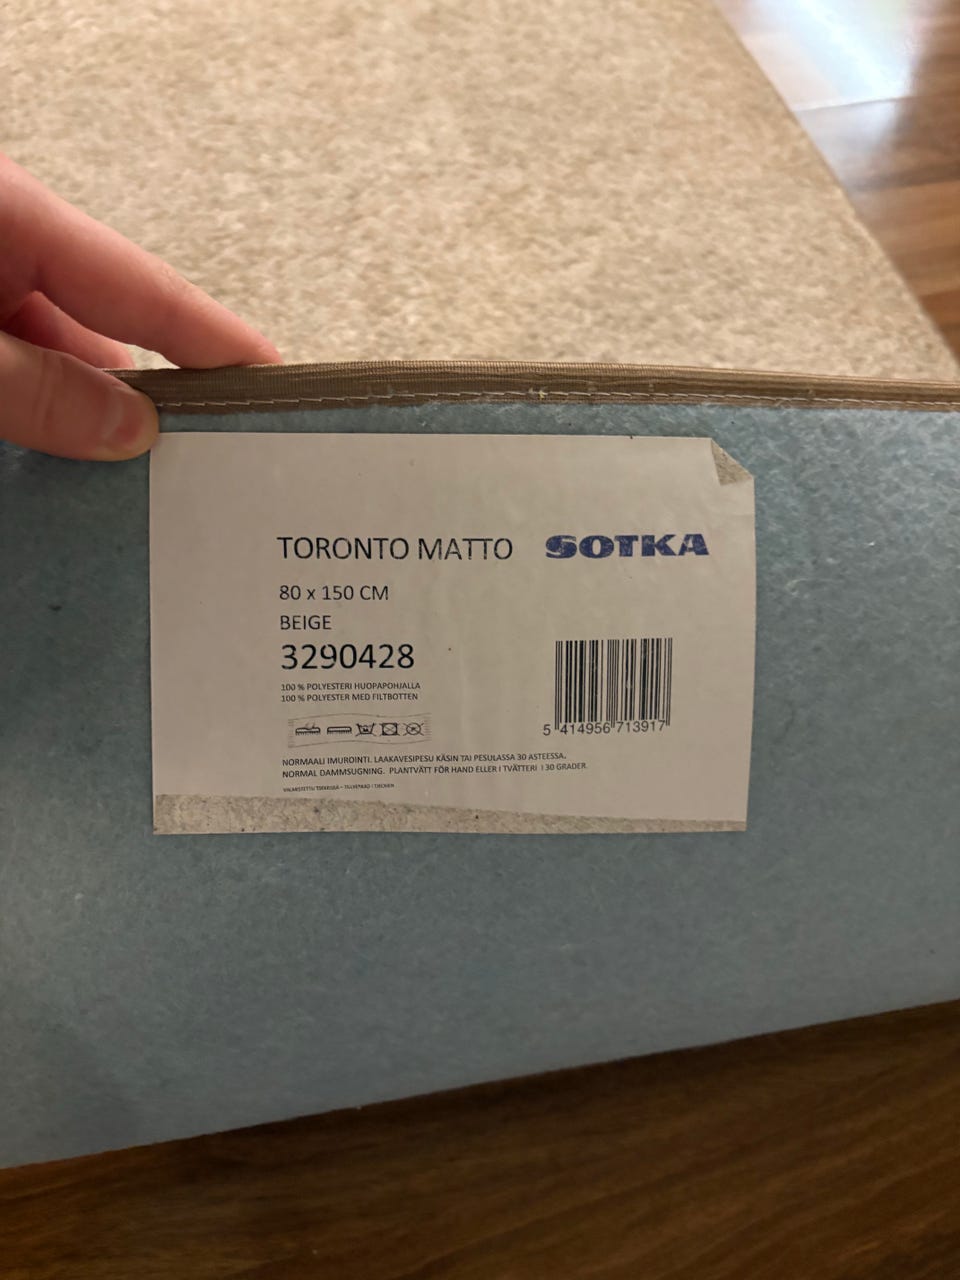 TORONTO MATTO SOTKA
80 x 150 CM
BEIGE
3290428
100 % POLYESTERI HUOPAPOHJALLA
100 % POLYESTER MED FILTBOTTEN
NORMAALI IMUROINTI. LAAKAVESIPESU KÄSIN TAI PESULASSA 30 ASTEESSA.
NORMAL DAMMSUGNING. PLANTVÄTT FÖR HAND ELLER I TVÄTTERI I 30 GRADER.
5 414956 713917